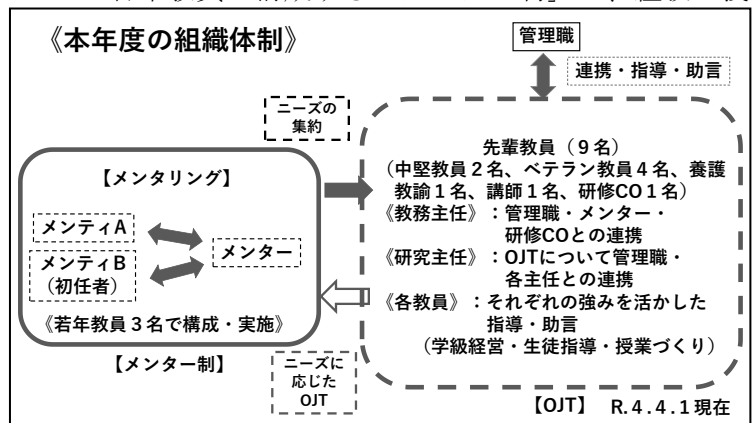 《本年度の組織体制》
管理職
連携・指導・助言
ニーズの
集約
【メンタリング】
メンティA
メンティB
(初任者)
メンター
《若年教員３名で構成・実施》
【メンター制】
先輩教員（９名）
(中堅教員２名、ベテラン教員４名、養護
教諭１名、講師１名、研修CO１名)
《教務主任》：管理職・メンター・
研修COとの連携
《研究主任》：OJTについて管理職・
各主任との連携
《各教員》：それぞれの強みを活かした
指導・助言
(学級経営・生徒指導・授業づくり)
ニーズに
応じた
OJT
【OJT】 R.４.４.１現在